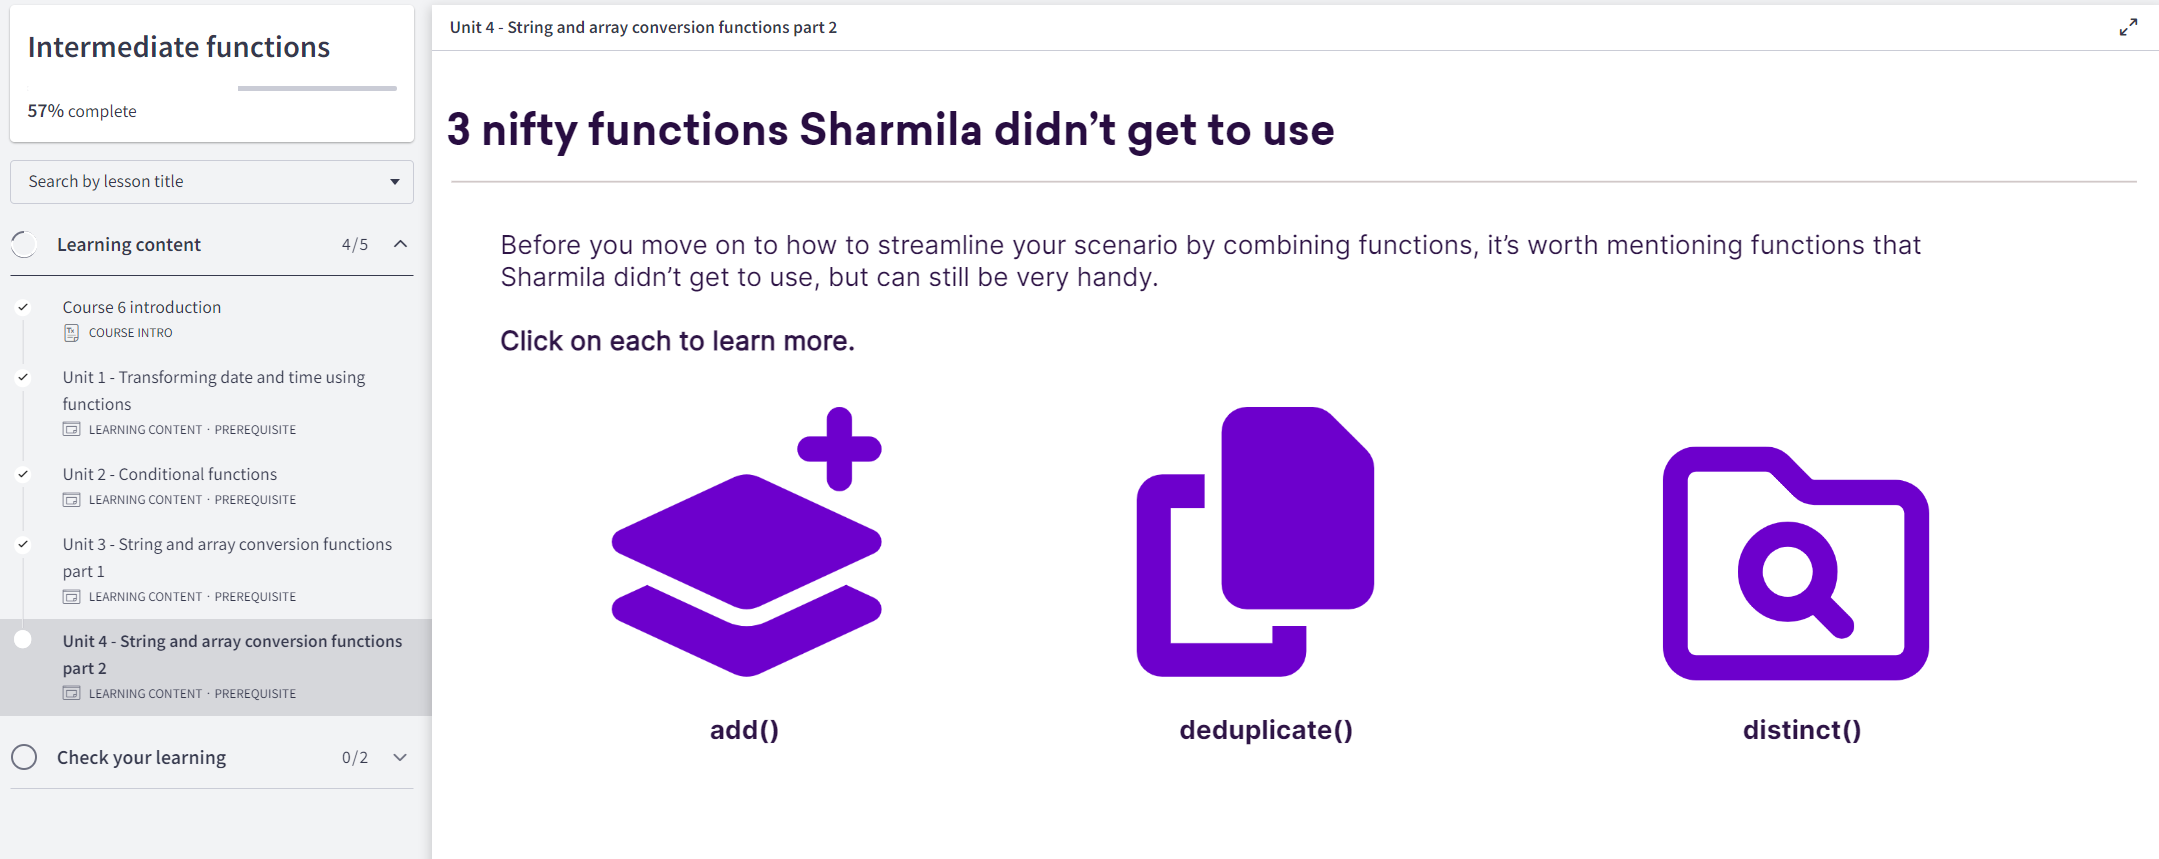 Intermediate functions
57% complete
Search by lesson title
Learning content 4/5
Course 6 introduction
COURSE INTRO
Unit 1 - Transforming date and time using
functions
LEARNING CONTENT · PREREQUISITE
Unit 2 - Conditional functions
LEARNING CONTENT · PREREQUISITE
Unit 3 - String and array conversion functions
part 1
LEARNING CONTENT · PREREQUISITE
Unit 4 - String and array conversion functions
part 2
LEARNING CONTENT · PREREQUISITE
Check your learning 0/2
Unit 4 - String and array conversion functions part 2
3 nifty functions Sharmila didn’t get to use
Before you move on to how to streamline your scenario by combining functions, it’s worth mentioning functions that
Sharmila didn’t get to use, but can still be very handy.
Click on each to learn more.
add()
deduplicate()
distinct()